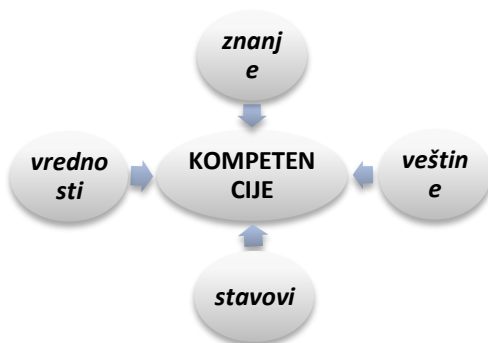 znanj
e
vredno
sti
KOMPETEN
CIJE
veštin
e
stavovi